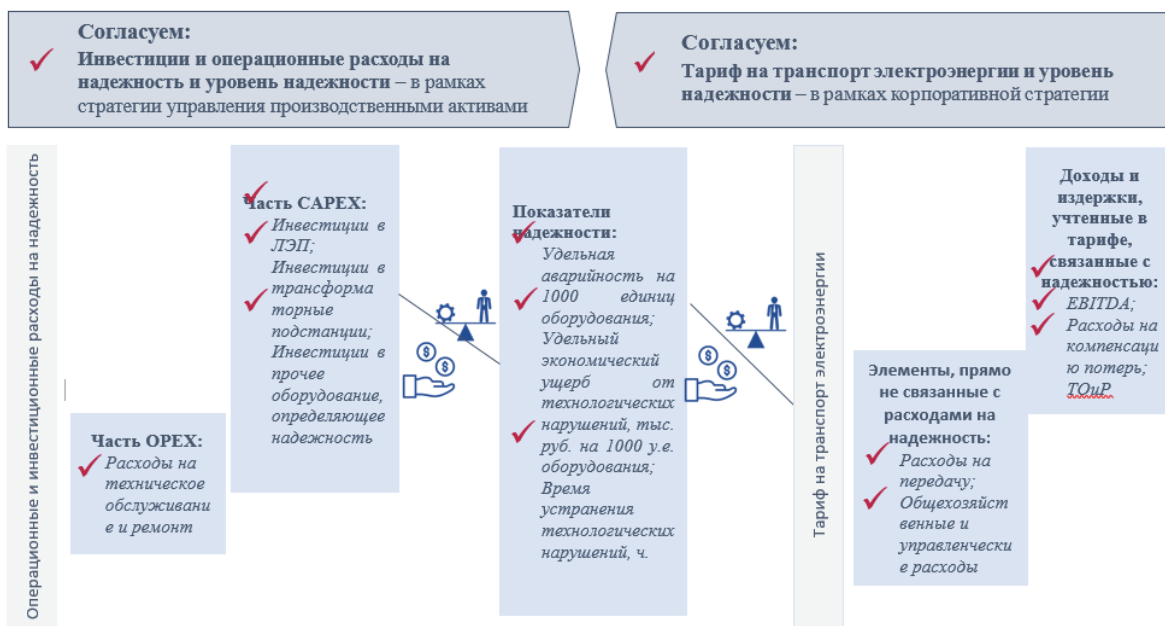 Согласуем:
Инвестиции и операционные расходы на
надежность и уровень надежности – в рамках
стратегии управления производственными активами
Согласуем:
Тариф на транспорт электроэнергии и уровень
надежности – в рамках корпоративной стратегии
Операционные и инвестиционные расходы на надежность
Часть OPEX:
Расходы на
техническое
обслуживани
е и ремонт
Часть CAPEX:
Инвестиции в
ЛЭП;
Инвестиции в
трансформа
торные
подстанции;
Инвестиции в
прочее
оборудование,
определяющее
надежность
Показатели
надежности:
Удельная
аварийность на
1000 единиц
оборудования;
Удельный
экономический
ущерб от
технологических
нарушений, тыс.
руб. на 1000 у.е.
оборудования;
Время
устранения
технологических
нарушений, ч.
Тариф на транспорт электроэнергии
Элементы, прямо
не связанные с
расходами на
надежность:
Расходы на
передачу;
Общехозяйст
венные и
управленчески
е расходы
Доходы и
издержки,
учтенные в
тарифе,
связанные с
надежностью:
EBITDA;
Расходы на
компенсаци
ю потерь;
ТОиР